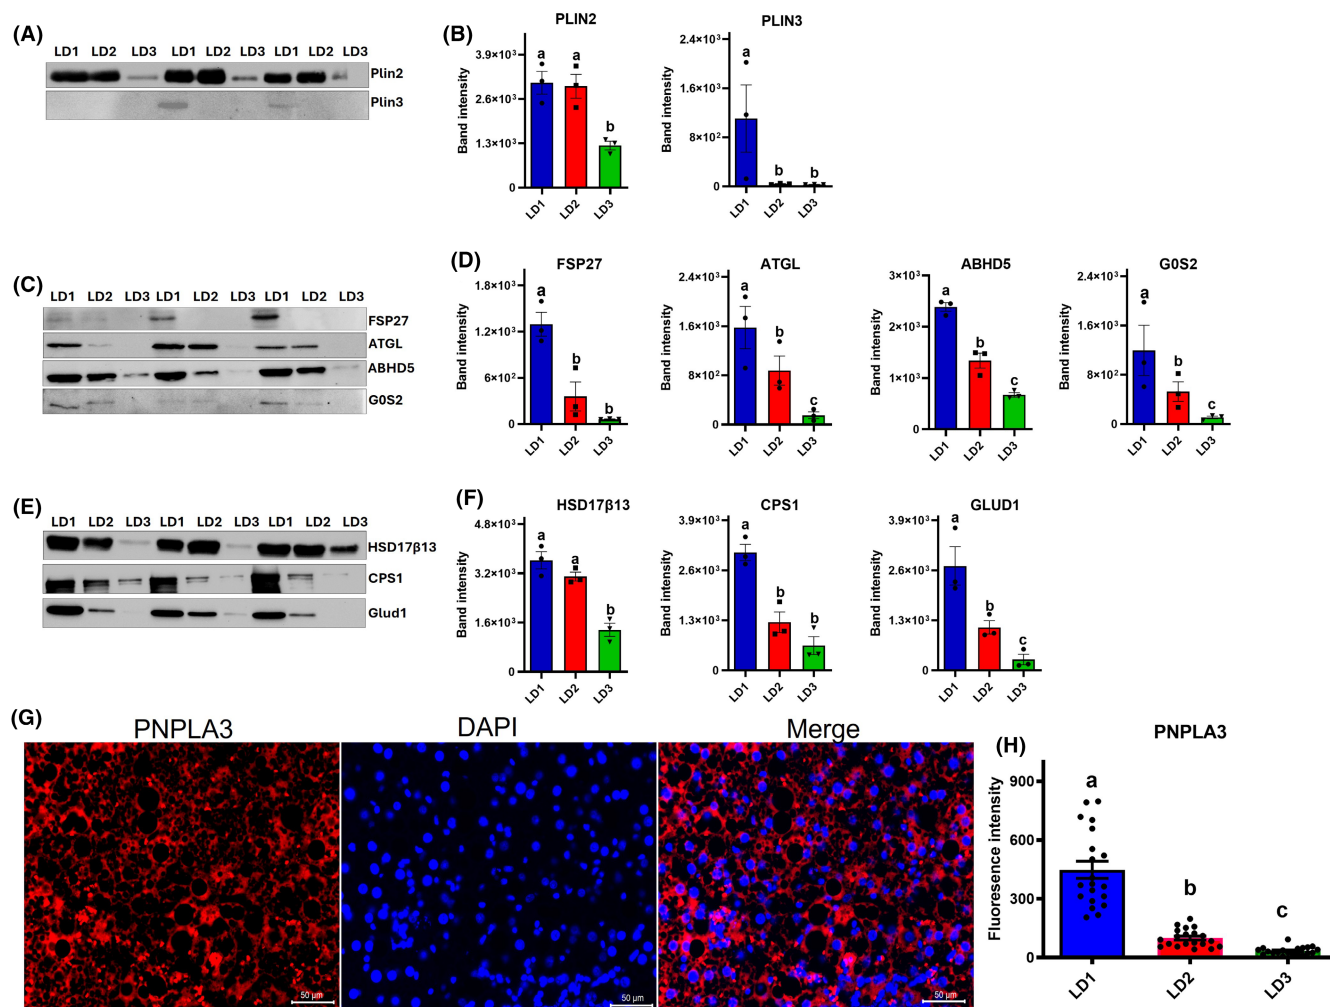 (A)
LD1 LD2 LD3 LD1 LD2 LD3 LD1 LD2 LD3
Plin2
Plin3
(B)
PLIN2
Band intensity
3.9×10³
2.6×10³
1.3×10³
0
a a b
LD1 LD2 LD3
PLIN3
Band intensity
2.4×10³
1.6×10³
8×10²
0
a b b
LD1 LD2 LD3
(C)
LD1 LD2 LD3 LD1 LD2 LD3 LD1 LD2 LD3
FSP27
ATGL
ABHD5
G0S2
(D)
FSP27
Band intensity
1.8×10³
1.2×10³
6×10²
0
a b b
LD1 LD2 LD3
ATGL
Band intensity
2.4×10³
1.6×10³
8×10²
0
a b c
LD1 LD2 LD3
ABHD5
Band intensity
3×10³
2×10³
1×10³
0
a b c
LD1 LD2 LD3
G0S2
Band intensity
2.4×10³
1.6×10³
8×10²
0
a b c
LD1 LD2 LD3
(E)
LD1 LD2 LD3 LD1 LD2 LD3 LD1 LD2 LD3
HSD17β13
CPS1
Glud1
(F)
HSD17β13
Band intensity
4.8×10³
3.2×10³
1.6×10³
0
a a b
LD1 LD2 LD3
CPS1
Band intensity
3.9×10³
2.6×10³
1.3×10³
0
a b b
LD1 LD2 LD3
GLUD1
Band intensity
3.9×10³
2.6×10³
1.3×10³
0
a b c
LD1 LD2 LD3
(G)
PNPLA3 DAPI Merge
50 µm 50 µm 50 µm
(H)
PNPLA3
Fluoresence intensity
900
600
300
0
a b c
LD1 LD2 LD3